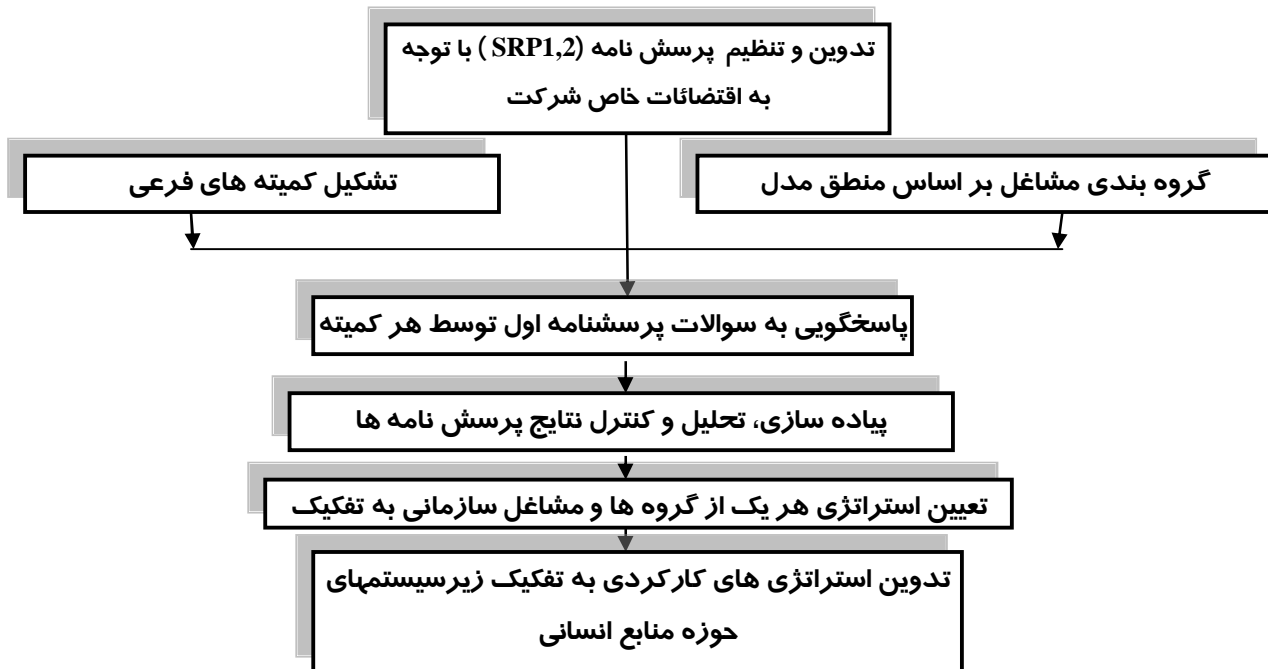 تدوین و تنظیم پرسش نامه (SRP1,2) با توجه
به اقتضائات خاص شرکت
گروه بندی مشاغل بر اساس منطق مدل
تشکیل کمیته های فرعی
پاسخگویی به سوالات پرسشنامه اول توسط هر کمیته
پیاده سازی، تحلیل و کنترل نتایج پرسش نامه ها
تعیین استراتژی هر یک از گروه ها و مشاغل سازمانی به تفکیک
تدوین استراتژی های کارکردی به تفکیک زیرسیستمهای
حوزه منابع انسانی